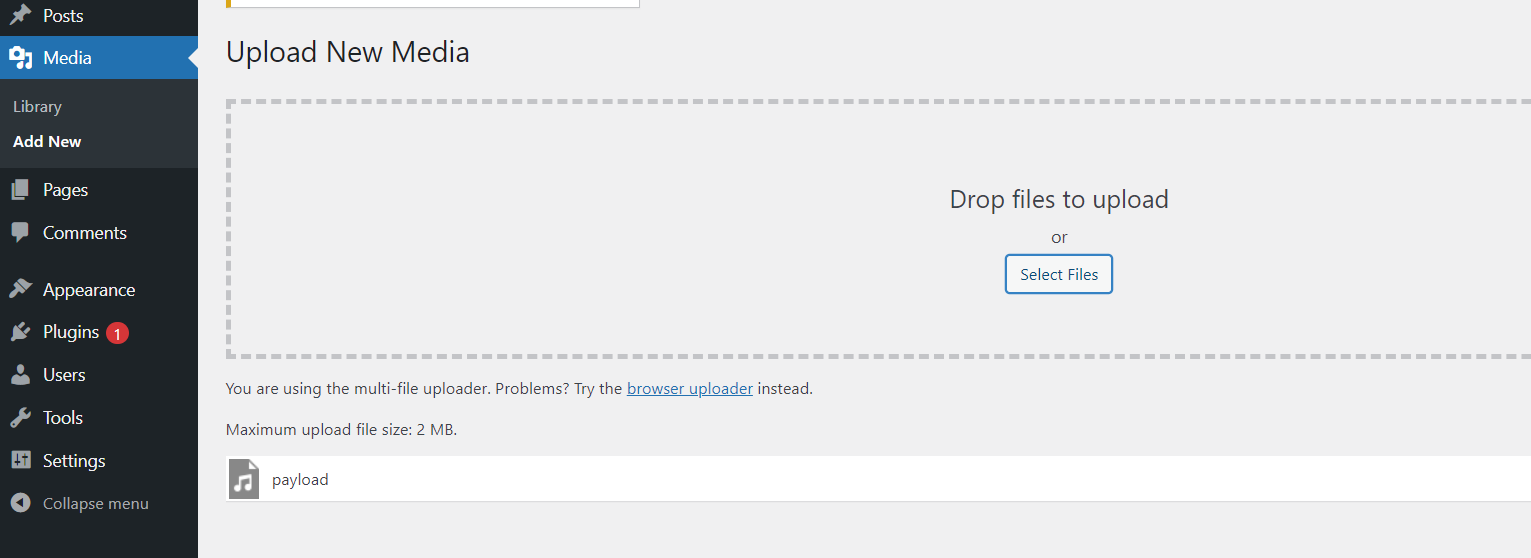 Posts
Media
Library
Add New
Pages
Comments
Appearance
Plugins 1
Users
Tools
Settings
Collapse menu
Upload New Media
Drop files to upload
or
Select Files
You are using the multi-file uploader. Problems? Try the browser uploader instead.
Maximum upload file size: 2 MB.
payload